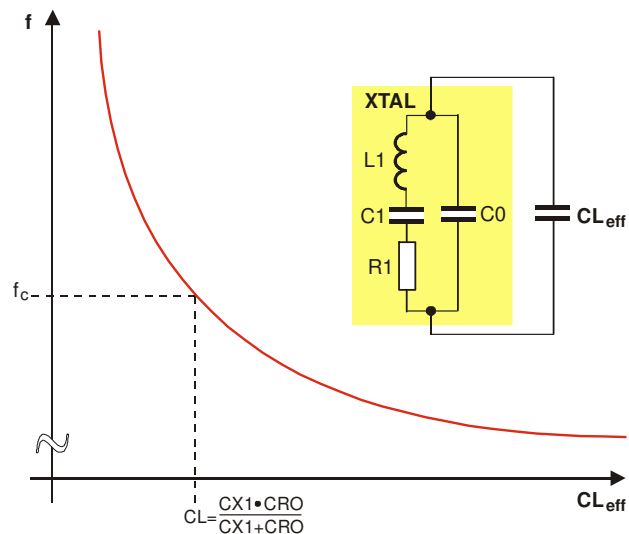 f
XTAL
L1
C1
C0
CLeff
R1
fc
CLeff
CL=CX1•CRO
CX1+CRO